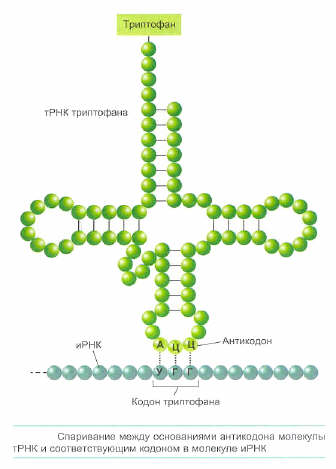 Триптофан
тРНК триптофана
А Ц Ц
Антикодон
иРНК
У Г Г
Кодон триптофана
Спаривание между основаниями антикодона молекулы
тРНК и соответствующим кодоном в молекуле иРНК